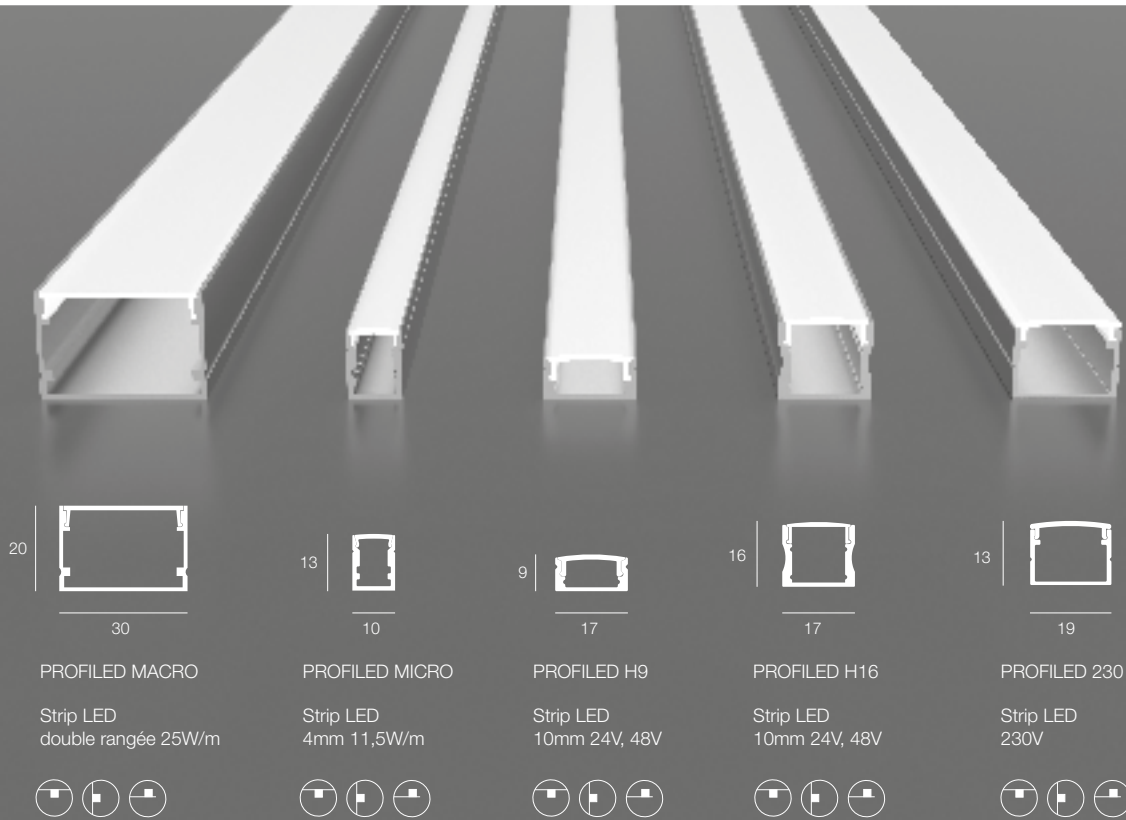 20
30
13
10
9
17
16
17
13
19
PROFILED MACRO
Strip LED
double rangée 25W/m
PROFILED MICRO
Strip LED
4mm 11,5W/m
PROFILED H9
Strip LED
10mm 24V, 48V
PROFILED H16
Strip LED
10mm 24V, 48V
PROFILED 230
Strip LED
230V